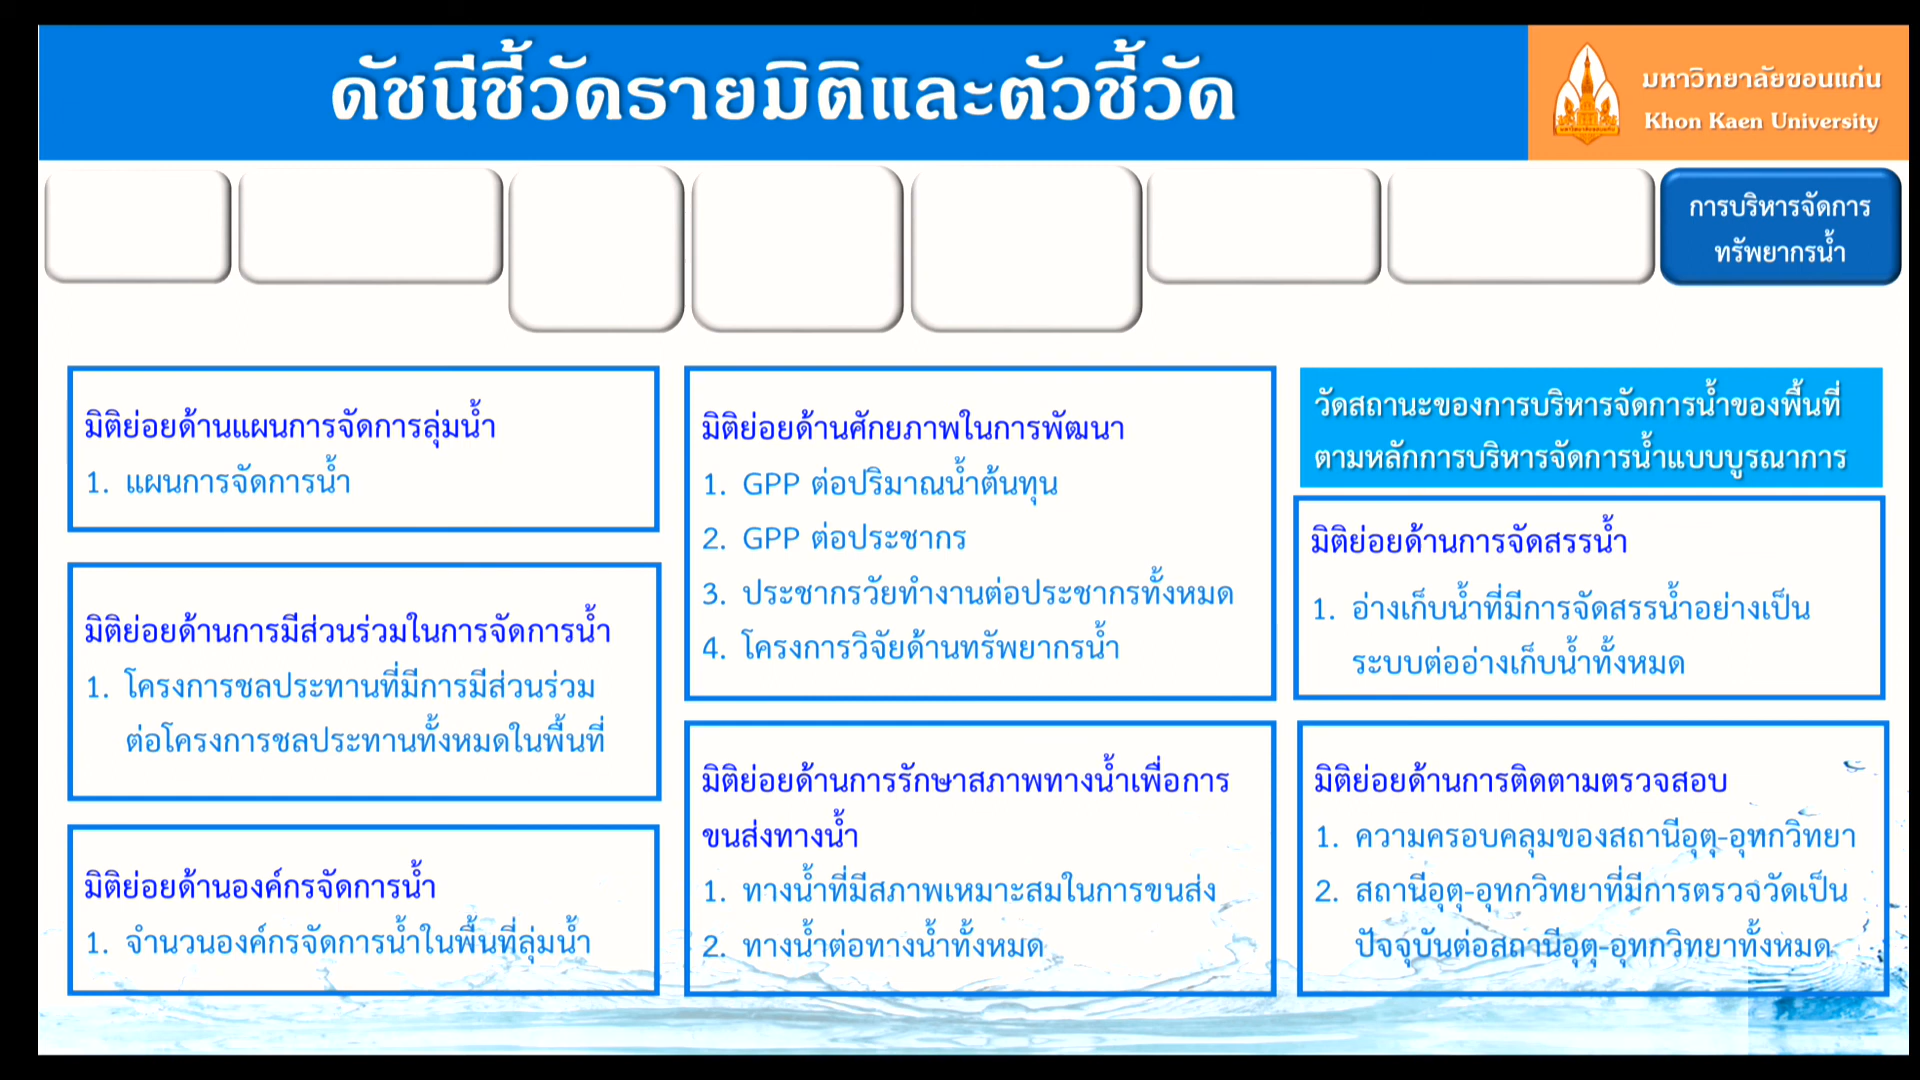 ดัชนีชี้วัดรายมิติและตัวชี้วัด
มหาวิทยาลัยขอนแก่น
Khon Kaen University
การบริหารจัดการ
ทรัพยากรน้ำ
มิติย่อยด้านแผนการจัดการลุ่มน้ำ
1. แผนการจัดการน้ำ
มิติย่อยด้านการมีส่วนร่วมในการจัดการน้ำ
1. โครงการชลประทานที่มีการมีส่วนร่วม
ต่อโครงการชลประทานทั้งหมดในพื้นที่
มิติย่อยด้านองค์กรจัดการน้ำ
1. จำนวนองค์กรจัดการน้ำในพื้นที่ลุ่มน้ำ
มิติย่อยด้านศักยภาพในการพัฒนา
1. GPP ต่อปริมาณน้ำต้นทุน
2. GPP ต่อประชากร
3. ประชากรวัยทำงานต่อประชากรทั้งหมด
4. โครงการวิจัยด้านทรัพยากรน้ำ
มิติย่อยด้านการรักษาสภาพทางน้ำเพื่อการ
ขนส่งทางน้ำ
1. ทางน้ำที่มีสภาพเหมาะสมในการขนส่ง
2. ทางน้ำต่อทางน้ำทั้งหมด
วัดสถานะของการบริหารจัดการน้ำของพื้นที่
ตามหลักการบริหารจัดการน้ำแบบบูรณาการ
มิติย่อยด้านการจัดสรรน้ำ
1. อ่างเก็บน้ำที่มีการจัดสรรน้ำอย่างเป็น
ระบบต่ออ่างเก็บน้ำทั้งหมด
มิติย่อยด้านการติดตามตรวจสอบ
1. ความครอบคลุมของสถานีอุตุ-อุทกวิทยา
2. สถานีอุตุ-อุทกวิทยาที่มีการตรวจวัดเป็น
ปัจจุบันต่อสถานีอุตุ-อุทกวิทยาทั้งหมด